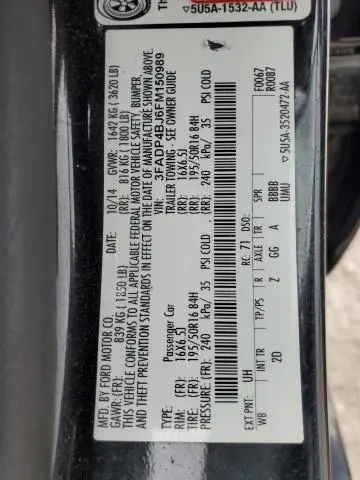 TH
▽5U5A-1532-AA (TLU)
MFD. BY FORD MOTOR CO.
DATE: 10/14 GVWR: 1642 KG ( 3620 LB)
GAWR: (FR): 839 KG (1850 LB) (RR): 816 KG (1800 LB)
THIS VEHICLE CONFORMS TO ALL APPLICABLE FEDERAL MOTOR VEHICLE SAFETY, BUMPER,
AND THEFT PREVENTION STANDARDS IN EFFECT ON THE DATE OF MANUFACTURE SHOWN ABOVE.
VIN: 3FADP4BJ6FM150989
Passenger Car TRAILER TOWING - SEE OWNER GUIDE
RIM: (FR): 16X6.5J (RR): 16X6.5J
TIRE: (FR): 195/50R16 84H (RR): 195/50R16 84H
PRESSURE: (FR): 240 kPa/ 35 PSI COLD (RR): 240 kPa/ 35 PSI COLD
F0067
R0087
EXT PNT: UH RC: 71 DSO:
WB INT TR TP/PS R AXLE TR SPR
2D Z GG A BBBB
UMU
▽5U5A-3520472-AA